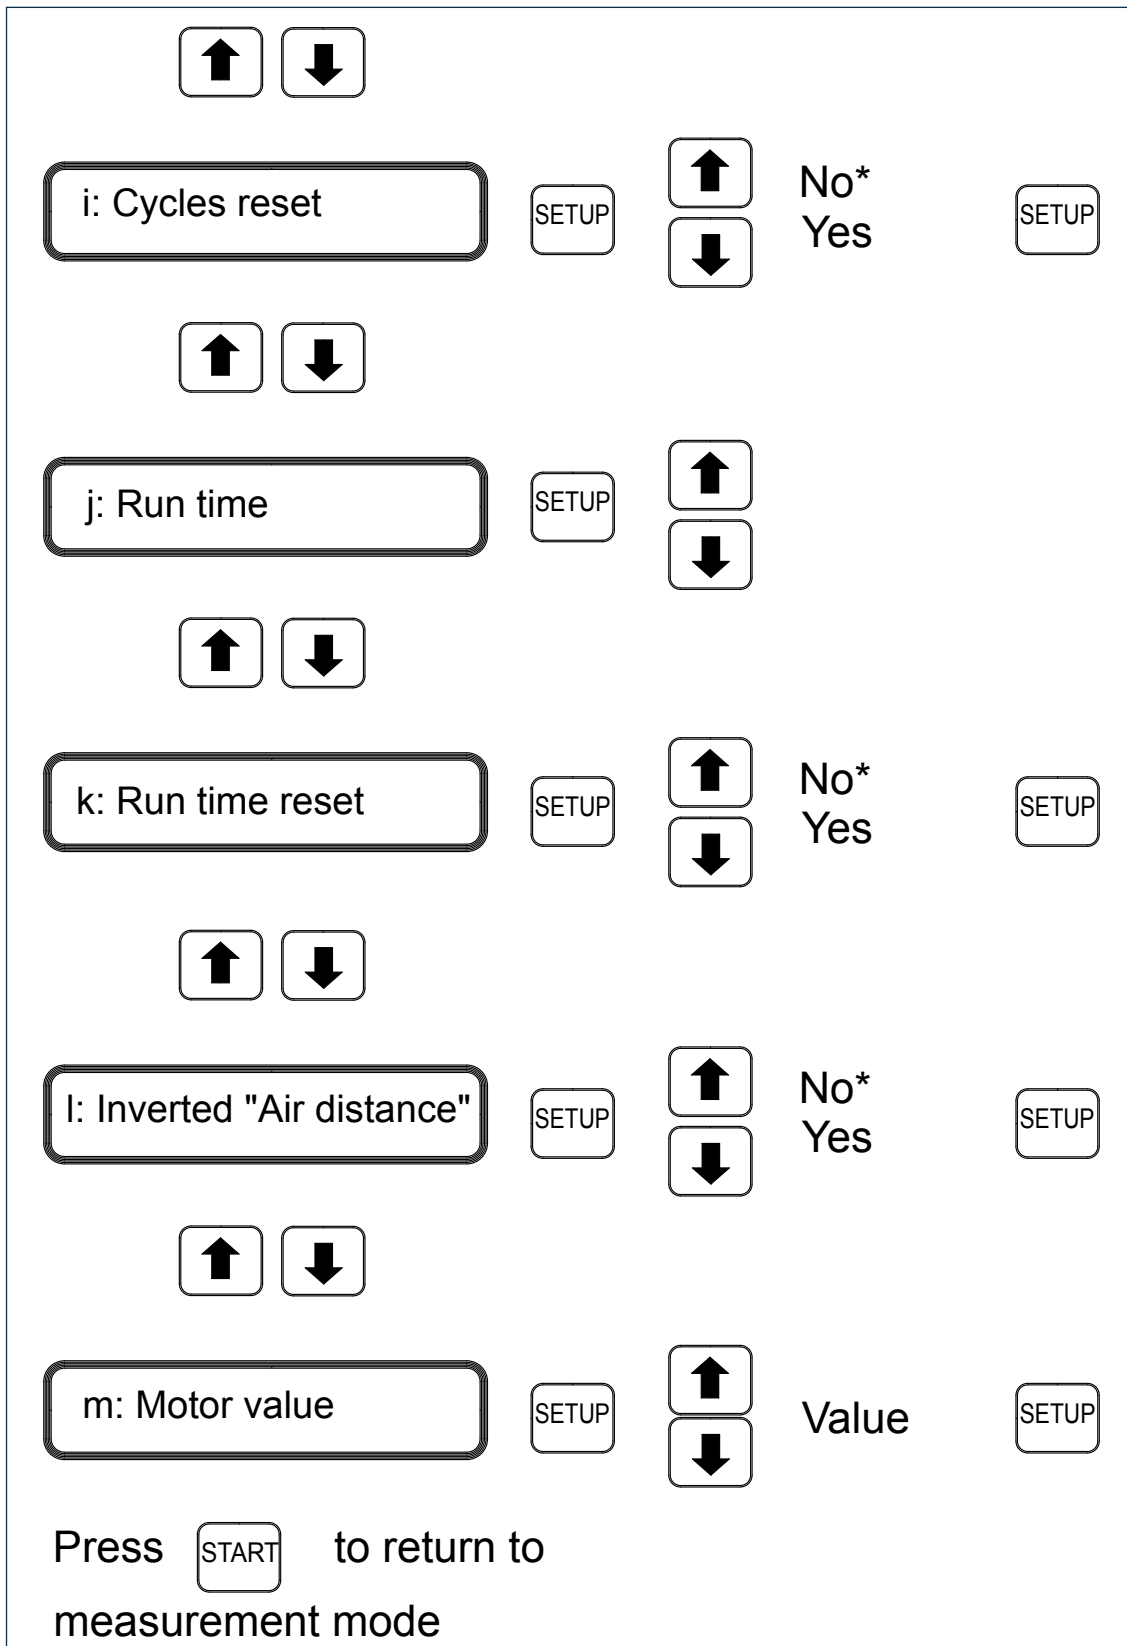 i: Cycles reset
SETUP
No*
Yes
SETUP
j: Run time
SETUP
k: Run time reset
SETUP
No*
Yes
SETUP
l: Inverted "Air distance"
SETUP
No*
Yes
SETUP
m: Motor value
SETUP
Value
SETUP
Press START to return to
measurement mode